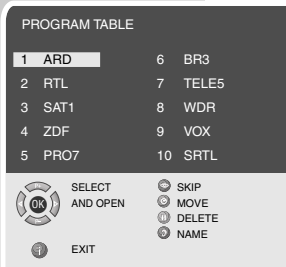 PROGRAM TABLE
1 ARD
2 RTL
3 SAT1
4 ZDF
5 PRO7
6 BR3
7 TELE5
8 WDR
9 VOX
10 SRTL
OK
SELECT
AND OPEN
EXIT
SKIP
MOVE
DELETE
NAME